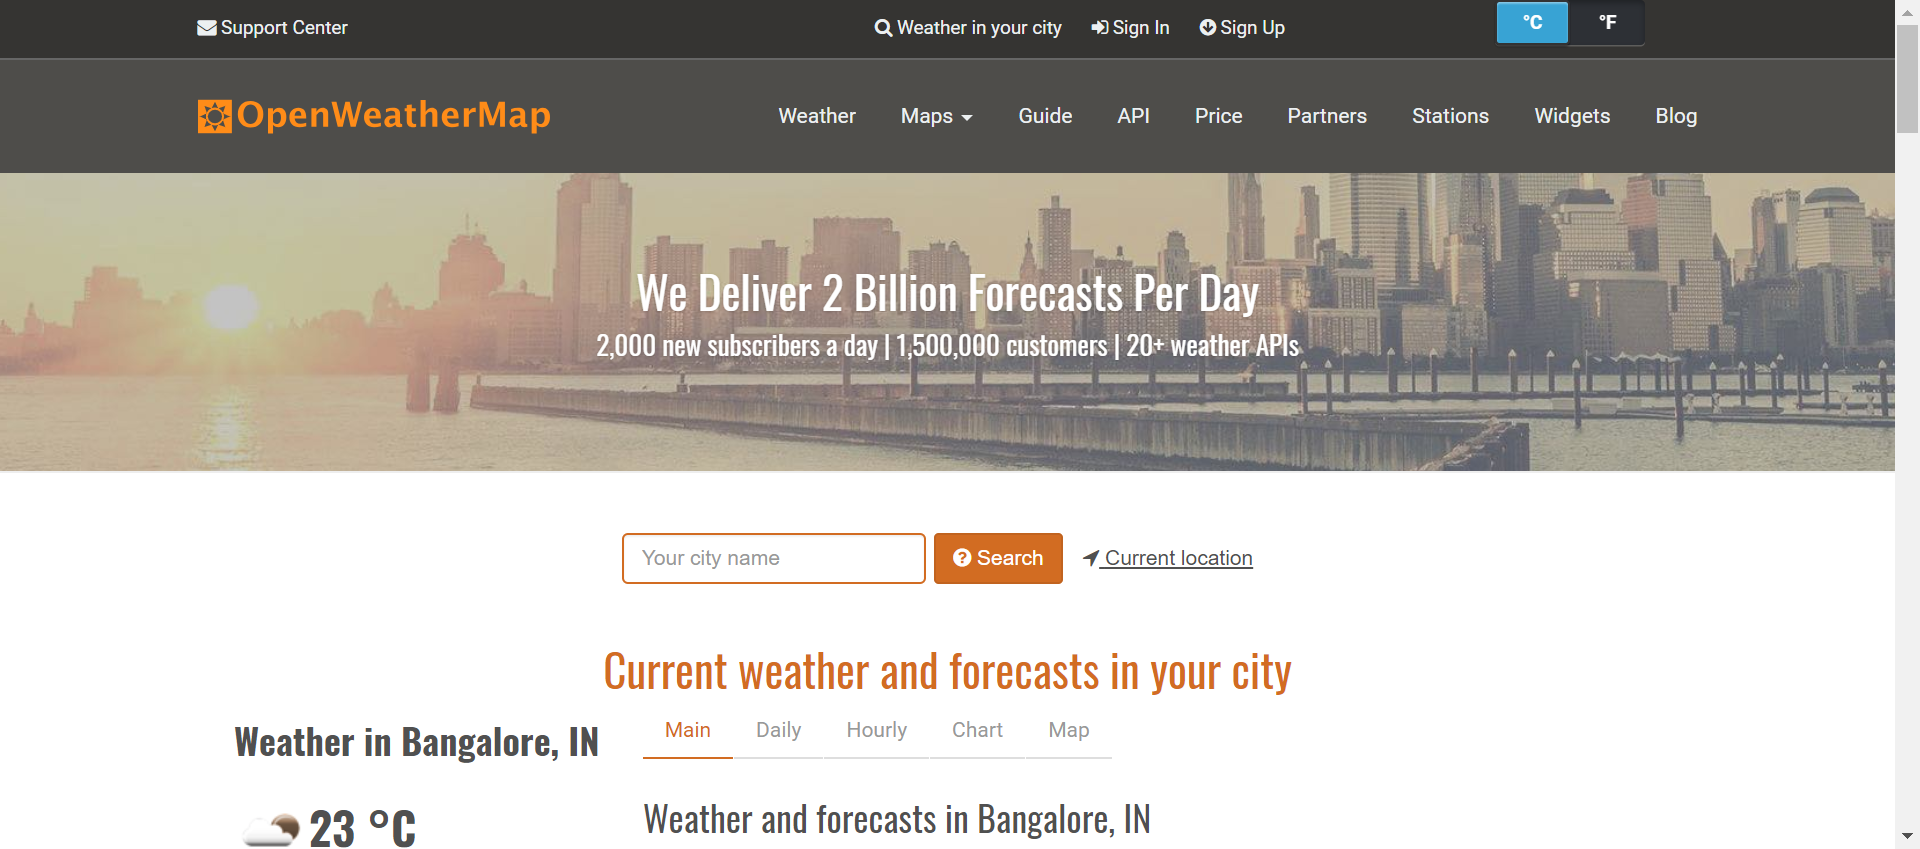 Support Center
Weather in your city Sign In Sign Up
°C °F
OpenWeatherMap
Weather Maps Guide API Price Partners Stations Widgets Blog
We Deliver 2 Billion Forecasts Per Day
2,000 new subscribers a day | 1,500,000 customers | 20+ weather APIs
Your city name Search Current location
Current weather and forecasts in your city
Weather in Bangalore, IN
23 °C
Main Daily Hourly Chart Map
Weather and forecasts in Bangalore, IN